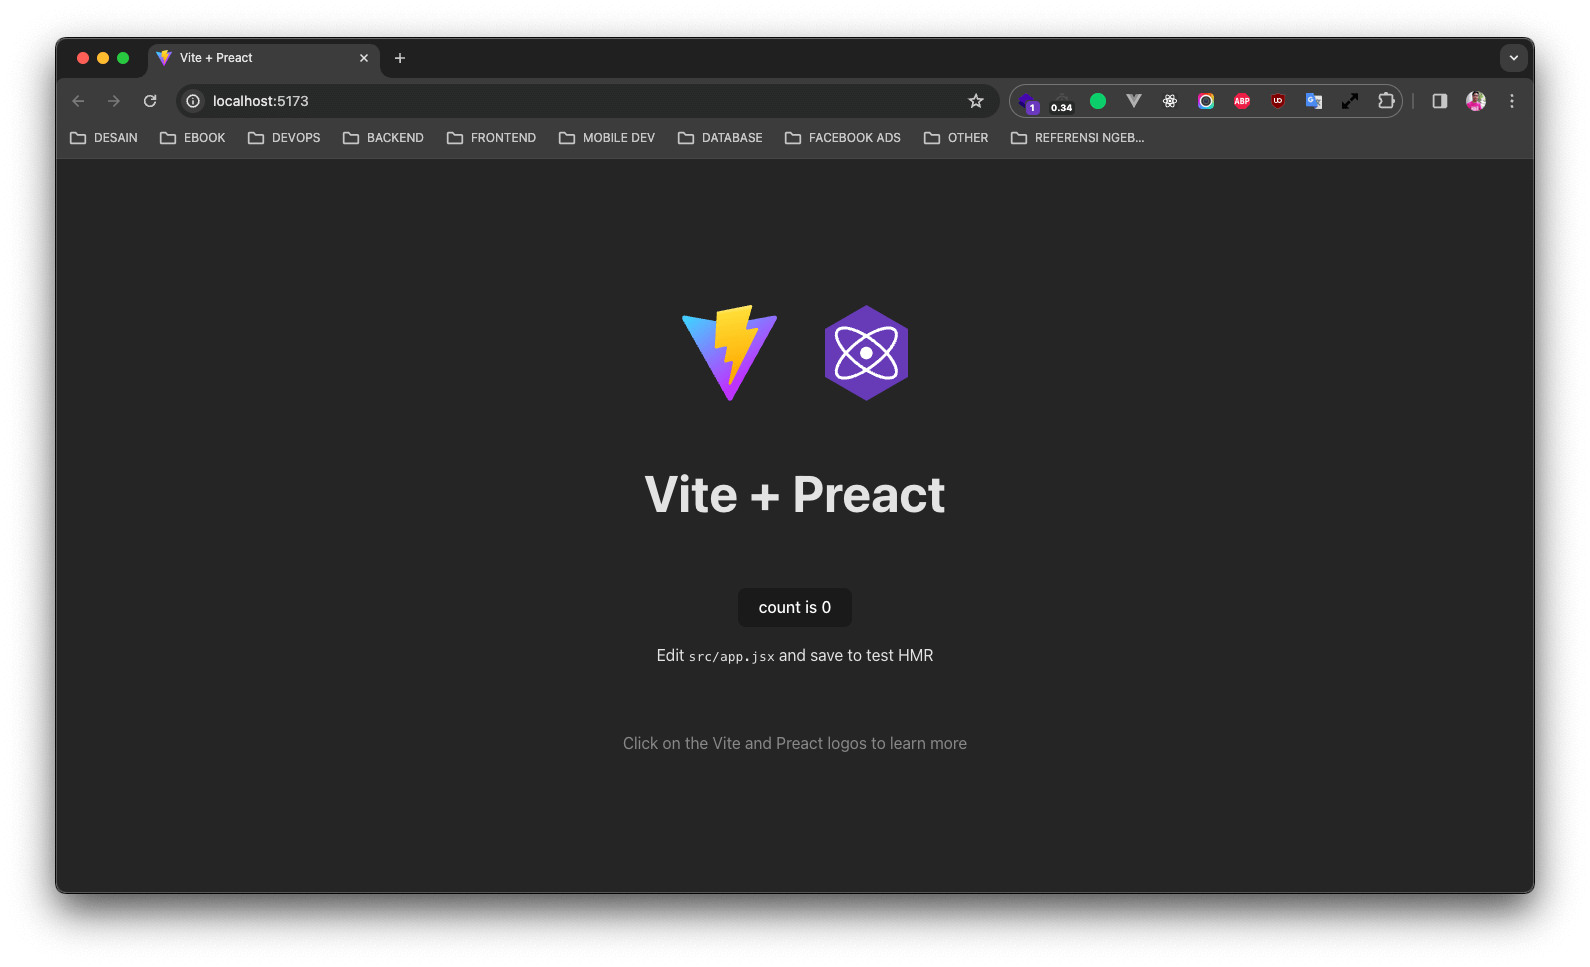 Vite + Preact
localhost:5173
1
0.34
ABP
UD
G
DESAIN
EBOOK
DEVOPS
BACKEND
FRONTEND
MOBILE DEV
DATABASE
FACEBOOK ADS
OTHER
REFERENSI NGEB...
Vite + Preact
count is 0
Edit src/app.jsx and save to test HMR
Click on the Vite and Preact logos to learn more